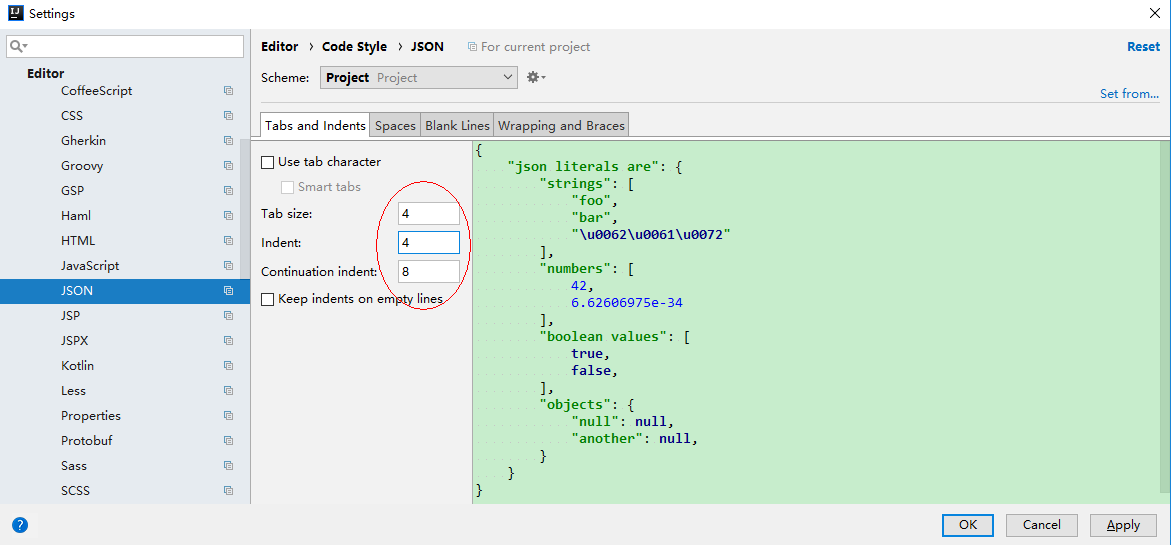 IJ Settings
Editor
CoffeeScript
CSS
Gherkin
Groovy
GSP
Haml
HTML
JavaScript
JSON
JSP
JSPX
Kotlin
Less
Properties
Protobuf
Sass
SCSS
Editor › Code Style › JSON For current project Reset
Scheme: Project Project
Set from...
Tabs and Indents Spaces Blank Lines Wrapping and Braces
Use tab character
Smart tabs
Tab size: 4
Indent: 4
Continuation indent: 8
Keep indents on empty lines
{
"json literals are": {
"strings": [
"foo",
"bar",
"\u0062\u0061\u0072"
],
"numbers": [
42,
6.62606975e-34
],
"boolean values": [
true,
false,
],
"objects": {
"null": null,
"another": null,
}
}
}
? OK Cancel Apply